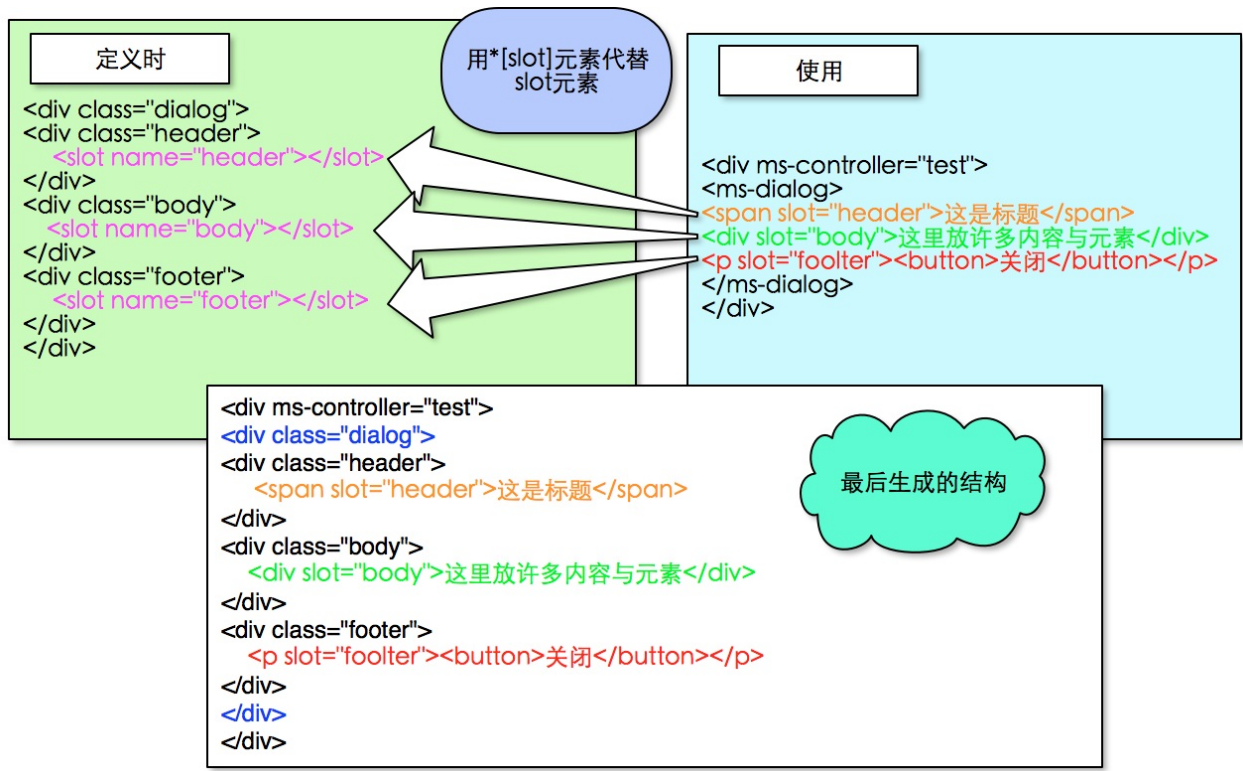 定义时
<div class="dialog">
<div class="header">
<slot name="header"></slot>
</div>
<div class="body">
<slot name="body"></slot>
</div>
<div class="footer">
<slot name="footer"></slot>
</div>
</div>
用*[slot]元素代替
slot元素
使用
<div ms-controller="test">
<ms-dialog>
<span slot="header">这是标题</span>
<div slot="body">这里放许多内容与元素</div>
<p slot="foolter"><button>关闭</button></p>
</ms-dialog>
</div>
<div ms-controller="test">
<div class="dialog">
<div class="header">
<span slot="header">这是标题</span>
</div>
<div class="body">
<div slot="body">这里放许多内容与元素</div>
</div>
<div class="footer">
<p slot="foolter"><button>关闭</button></p>
</div>
</div>
</div>
最后生成的结构